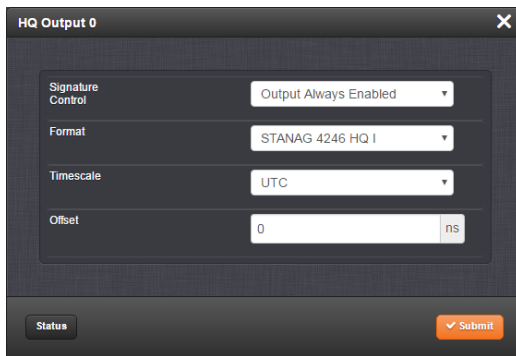 HQ Output 0
Signature
Control
Output Always Enabled
Format
STANAG 4246 HQ I
Timescale
UTC
Offset
0
ns
Status
Submit